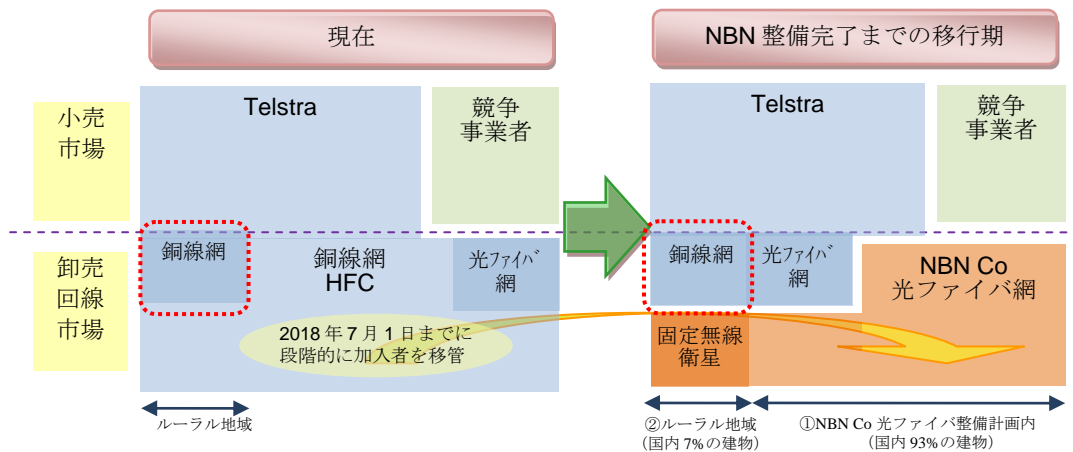 現在
NBN 整備完了までの移行期
小売
市場
Telstra
競争
事業者
Telstra
競争
事業者
卸売
回線
市場
銅線網
銅線網
HFC
光ファイバ
網
銅線網
光ファイバ
網
NBN Co
光ファイバ網
2018 年 7 月 1 日までに
段階的に加入者を移管
固定無線
衛星
ルーラル地域
②ルーラル地域
（国内 7%の建物）
①NBN Co 光ファイバ整備計画内
（国内 93%の建物）